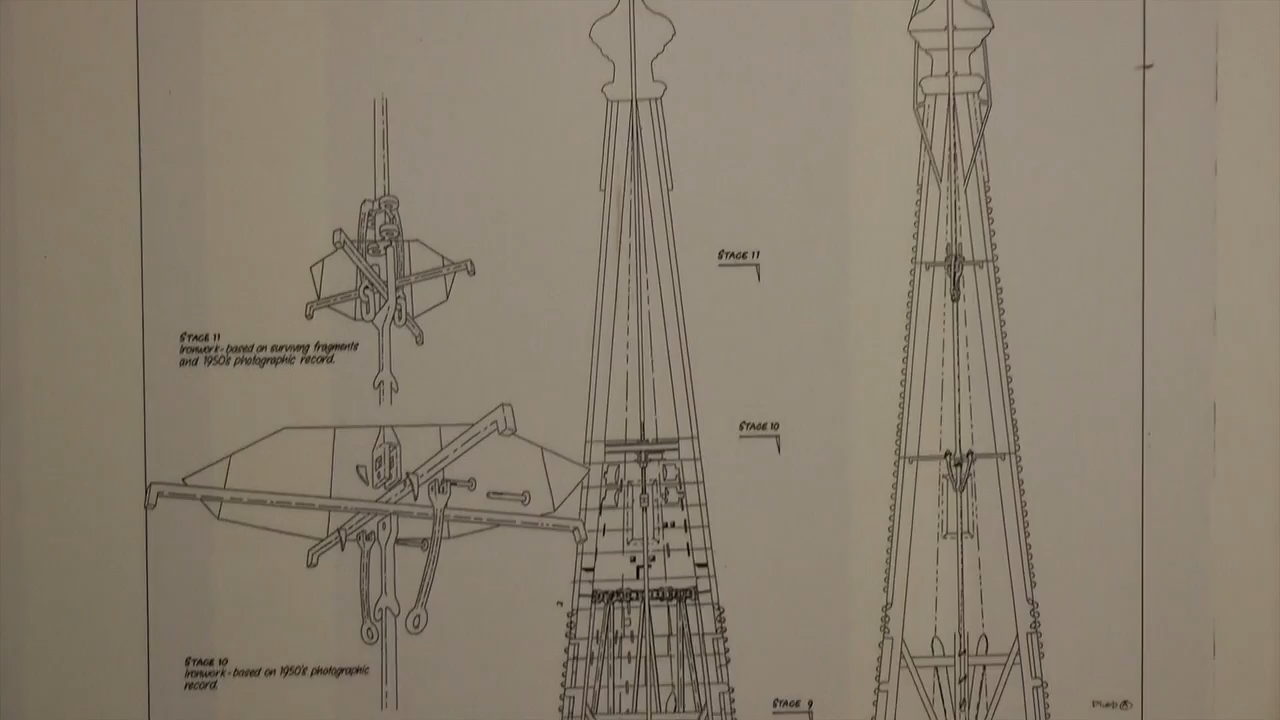 STAGE 11
STAGE 11
Ironwork-based on surviving fragments
and 1950's photographic record.
STAGE 10
STAGE 10
Ironwork-based on 1950's photographic
record.
STAGE 9